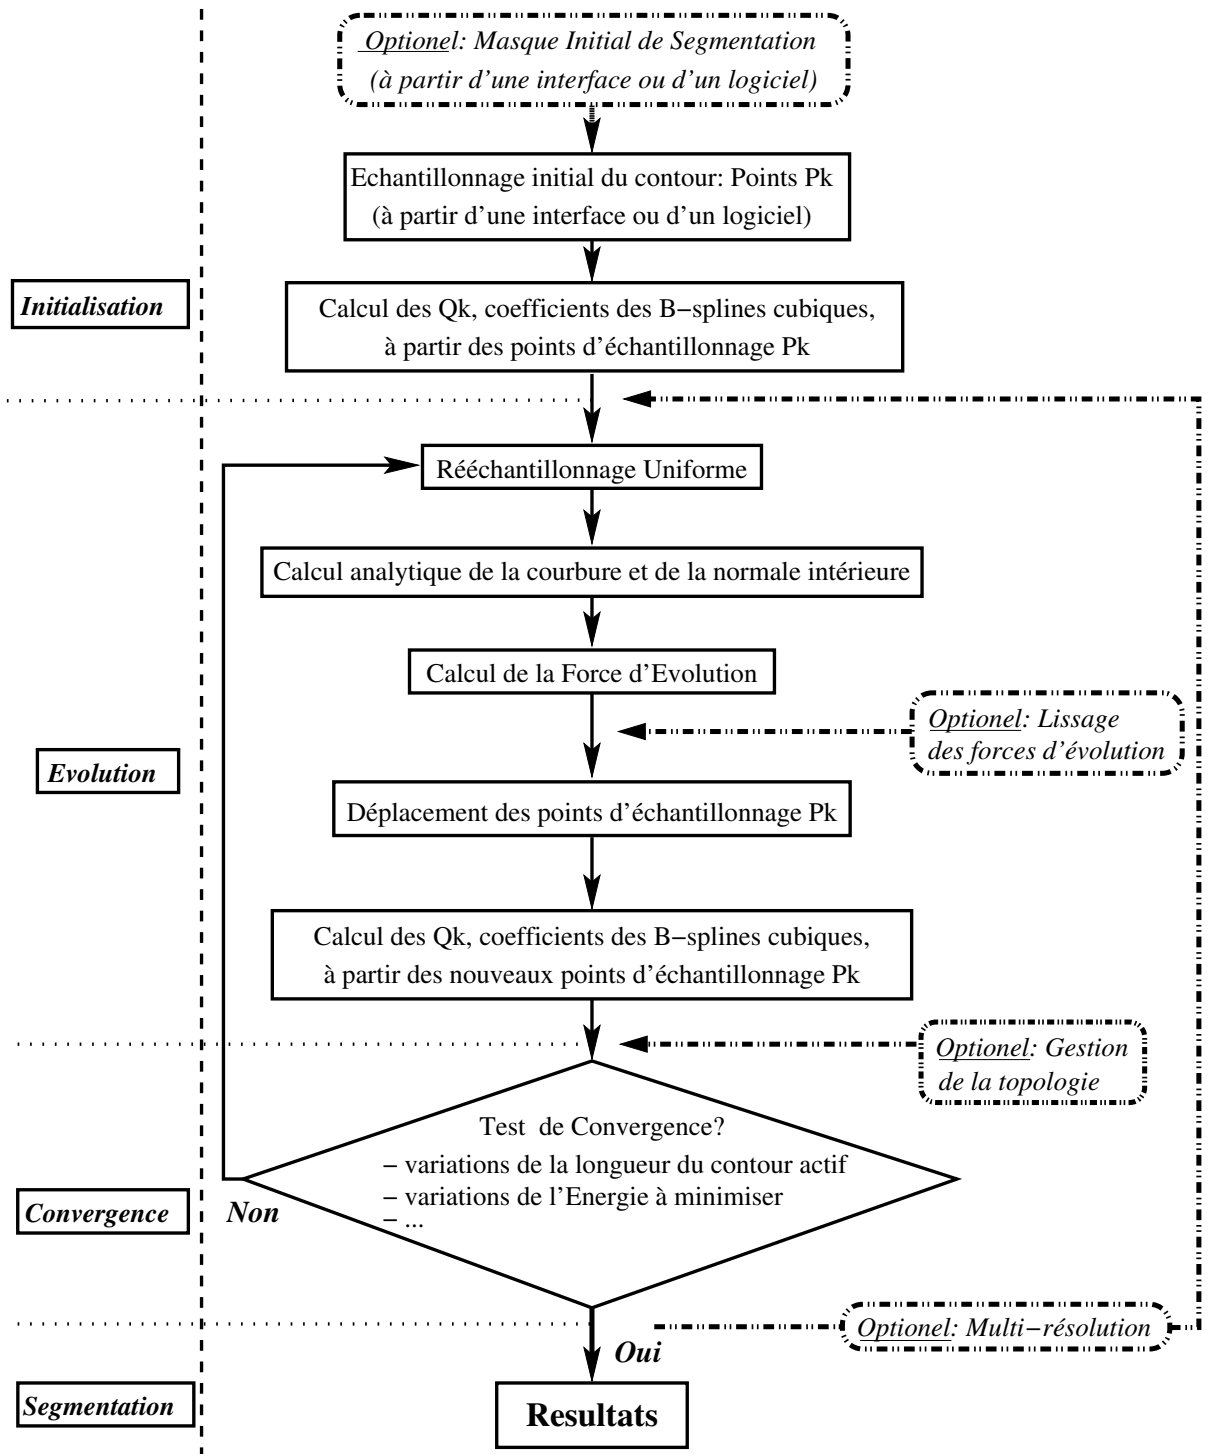 Optionel: Masque Initial de Segmentation
(à partir d'une interface ou d'un logiciel)
Echantillonnage initial du contour: Points Pk
(à partir d'une interface ou d'un logiciel)
Initialisation
Calcul des Qk, coefficients des B−splines cubiques,
à partir des points d'échantillonnage Pk
Rééchantillonnage Uniforme
Calcul analytique de la courbure et de la normale intérieure
Calcul de la Force d'Evolution
Optionel: Lissage
des forces d'évolution
Evolution
Déplacement des points d'échantillonnage Pk
Calcul des Qk, coefficients des B−splines cubiques,
à partir des nouveaux points d'échantillonnage Pk
Optionel: Gestion
de la topologie
Test de Convergence?
− variations de la longueur du contour actif
− variations de l'Energie à minimiser
− ...
Convergence
Non
Optionel: Multi−résolution
Oui
Segmentation
Resultats